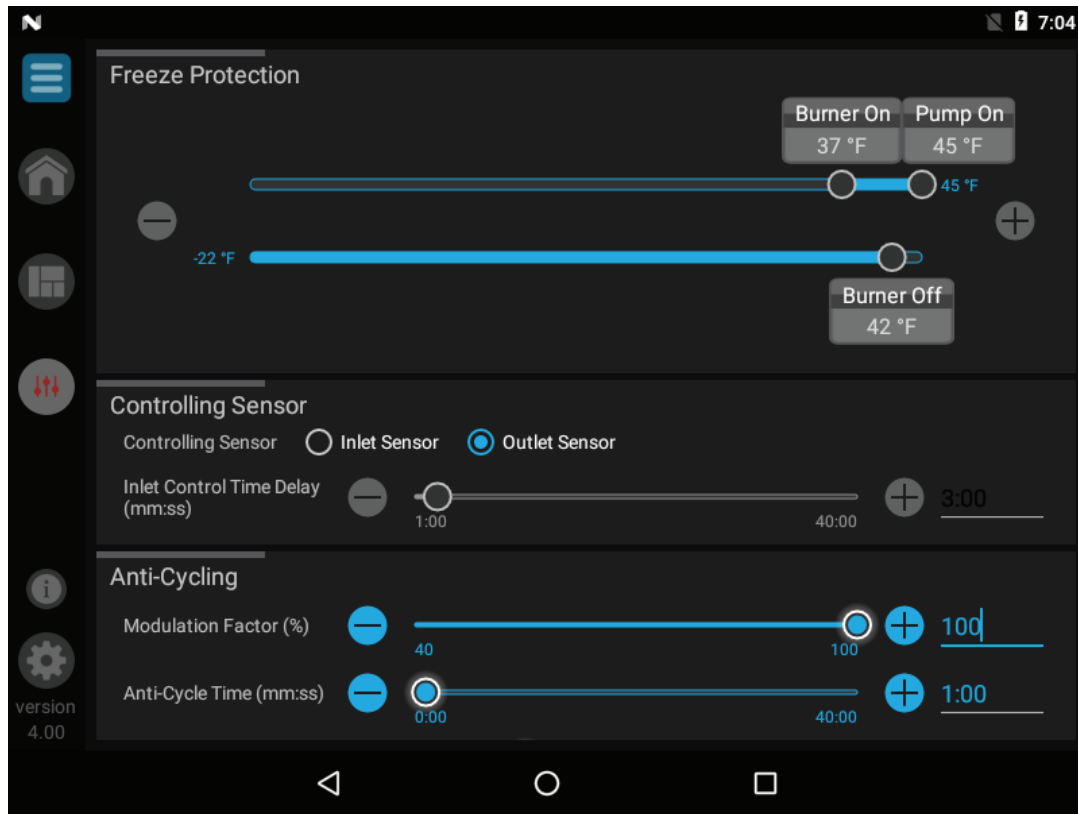 7:04
Freeze Protection
Burner On Pump On
37 °F 45 °F
45 °F
-22 °F
Burner Off
42 °F
Controlling Sensor
Controlling Sensor Inlet Sensor Outlet Sensor
Inlet Control Time Delay
(mm:ss)
3:00
1:00 40:00
Anti-Cycling
Modulation Factor (%) 100
40 100
Anti-Cycle Time (mm:ss) 1:00
0:00 40:00
version
4.00